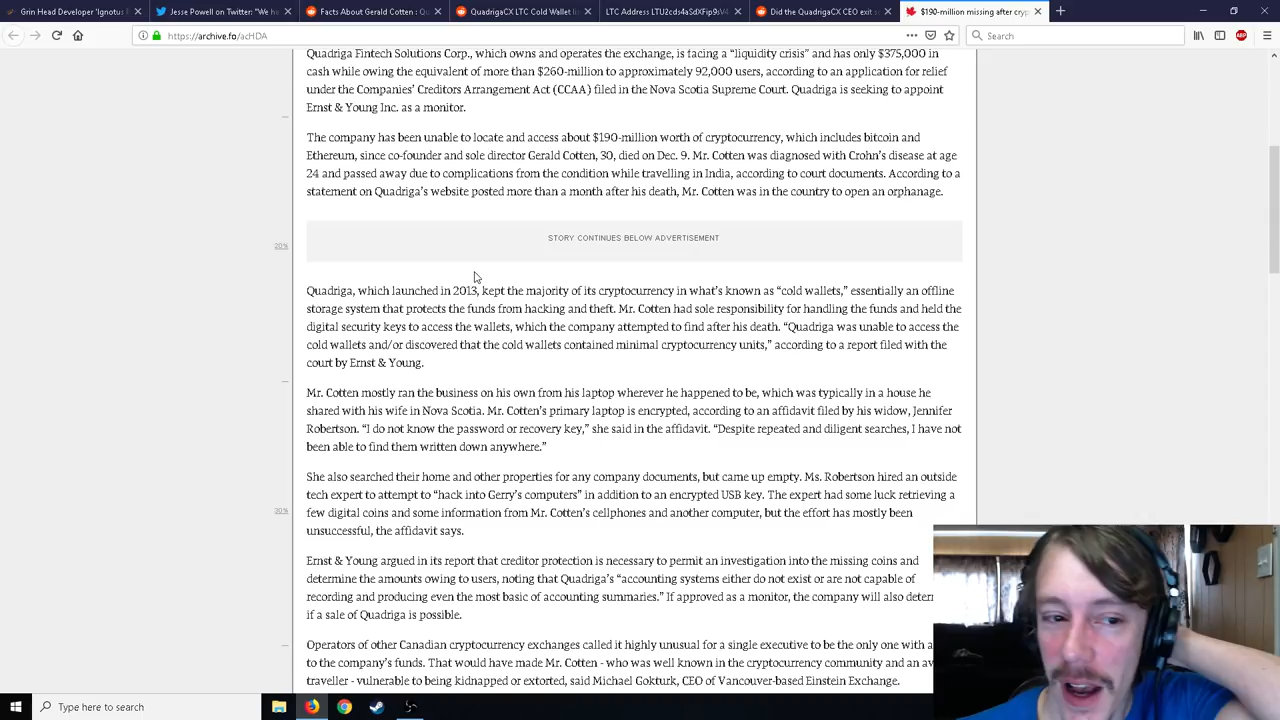 Grin Head Developer 'Ignotus
Jesse Powell on Twitter: "We ha
Facts About Gerald Cotten : Qu
QuadrigaCX LTC Cold Wallet li
LTC Address LTU2cds4aSdXFip9sV4
Did the QuadrigaCX CEO exit s
$190-million missing after cryp
https://archive.fo/acHDA
Search
ABP
Quadriga Fintech Solutions Corp., which owns and operates the exchange, is facing a “liquidity crisis” and has only $375,000 in
cash while owing the equivalent of more than $260-million to approximately 92,000 users, according to an application for relief
under the Companies’ Creditors Arrangement Act (CCAA) filed in the Nova Scotia Supreme Court. Quadriga is seeking to appoint
Ernst & Young Inc. as a monitor.
The company has been unable to locate and access about $190-million worth of cryptocurrency, which includes bitcoin and
Ethereum, since co-founder and sole director Gerald Cotten, 30, died on Dec. 9. Mr. Cotten was diagnosed with Crohn’s disease at age
24 and passed away due to complications from the condition while travelling in India, according to court documents. According to a
statement on Quadriga’s website posted more than a month after his death, Mr. Cotten was in the country to open an orphanage.
20%
STORY CONTINUES BELOW ADVERTISEMENT
Quadriga, which launched in 2013, kept the majority of its cryptocurrency in what’s known as “cold wallets,” essentially an offline
storage system that protects the funds from hacking and theft. Mr. Cotten had sole responsibility for handling the funds and held the
digital security keys to access the wallets, which the company attempted to find after his death. “Quadriga was unable to access the
cold wallets and/or discovered that the cold wallets contained minimal cryptocurrency units,” according to a report filed with the
court by Ernst & Young.
Mr. Cotten mostly ran the business on his own from his laptop wherever he happened to be, which was typically in a house he
shared with his wife in Nova Scotia. Mr. Cotten’s primary laptop is encrypted, according to an affidavit filed by his widow, Jennifer
Robertson. “I do not know the password or recovery key,” she said in the affidavit. “Despite repeated and diligent searches, I have not
been able to find them written down anywhere.”
She also searched their home and other properties for any company documents, but came up empty. Ms. Robertson hired an outside
tech expert to attempt to “hack into Gerry’s computers” in addition to an encrypted USB key. The expert had some luck retrieving a
30%
few digital coins and some information from Mr. Cotten’s cellphones and another computer, but the effort has mostly been
unsuccessful, the affidavit says.
Ernst & Young argued in its report that creditor protection is necessary to permit an investigation into the missing coins and
determine the amounts owing to users, noting that Quadriga’s “accounting systems either do not exist or are not capable of
recording and producing even the most basic of accounting summaries.” If approved as a monitor, the company will also deter
if a sale of Quadriga is possible.
Operators of other Canadian cryptocurrency exchanges called it highly unusual for a single executive to be the only one with a
to the company’s funds. That would have made Mr. Cotten - who was well known in the cryptocurrency community and an av
traveller - vulnerable to being kidnapped or extorted, said Michael Gokturk, CEO of Vancouver-based Einstein Exchange.
Type here to search